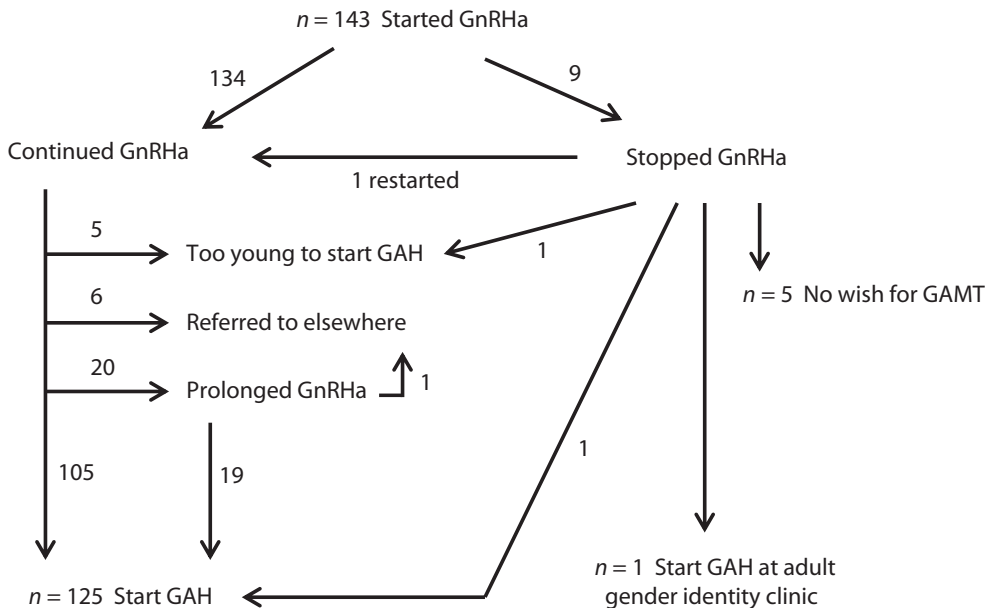 n = 143 Started GnRHa
134
9
Continued GnRHa
Stopped GnRHa
1 restarted
5
Too young to start GAH
1
6
Referred to elsewhere
n = 5 No wish for GAMT
20
Prolonged GnRHa
1
105
19
1
n = 125 Start GAH
n = 1 Start GAH at adult
gender identity clinic